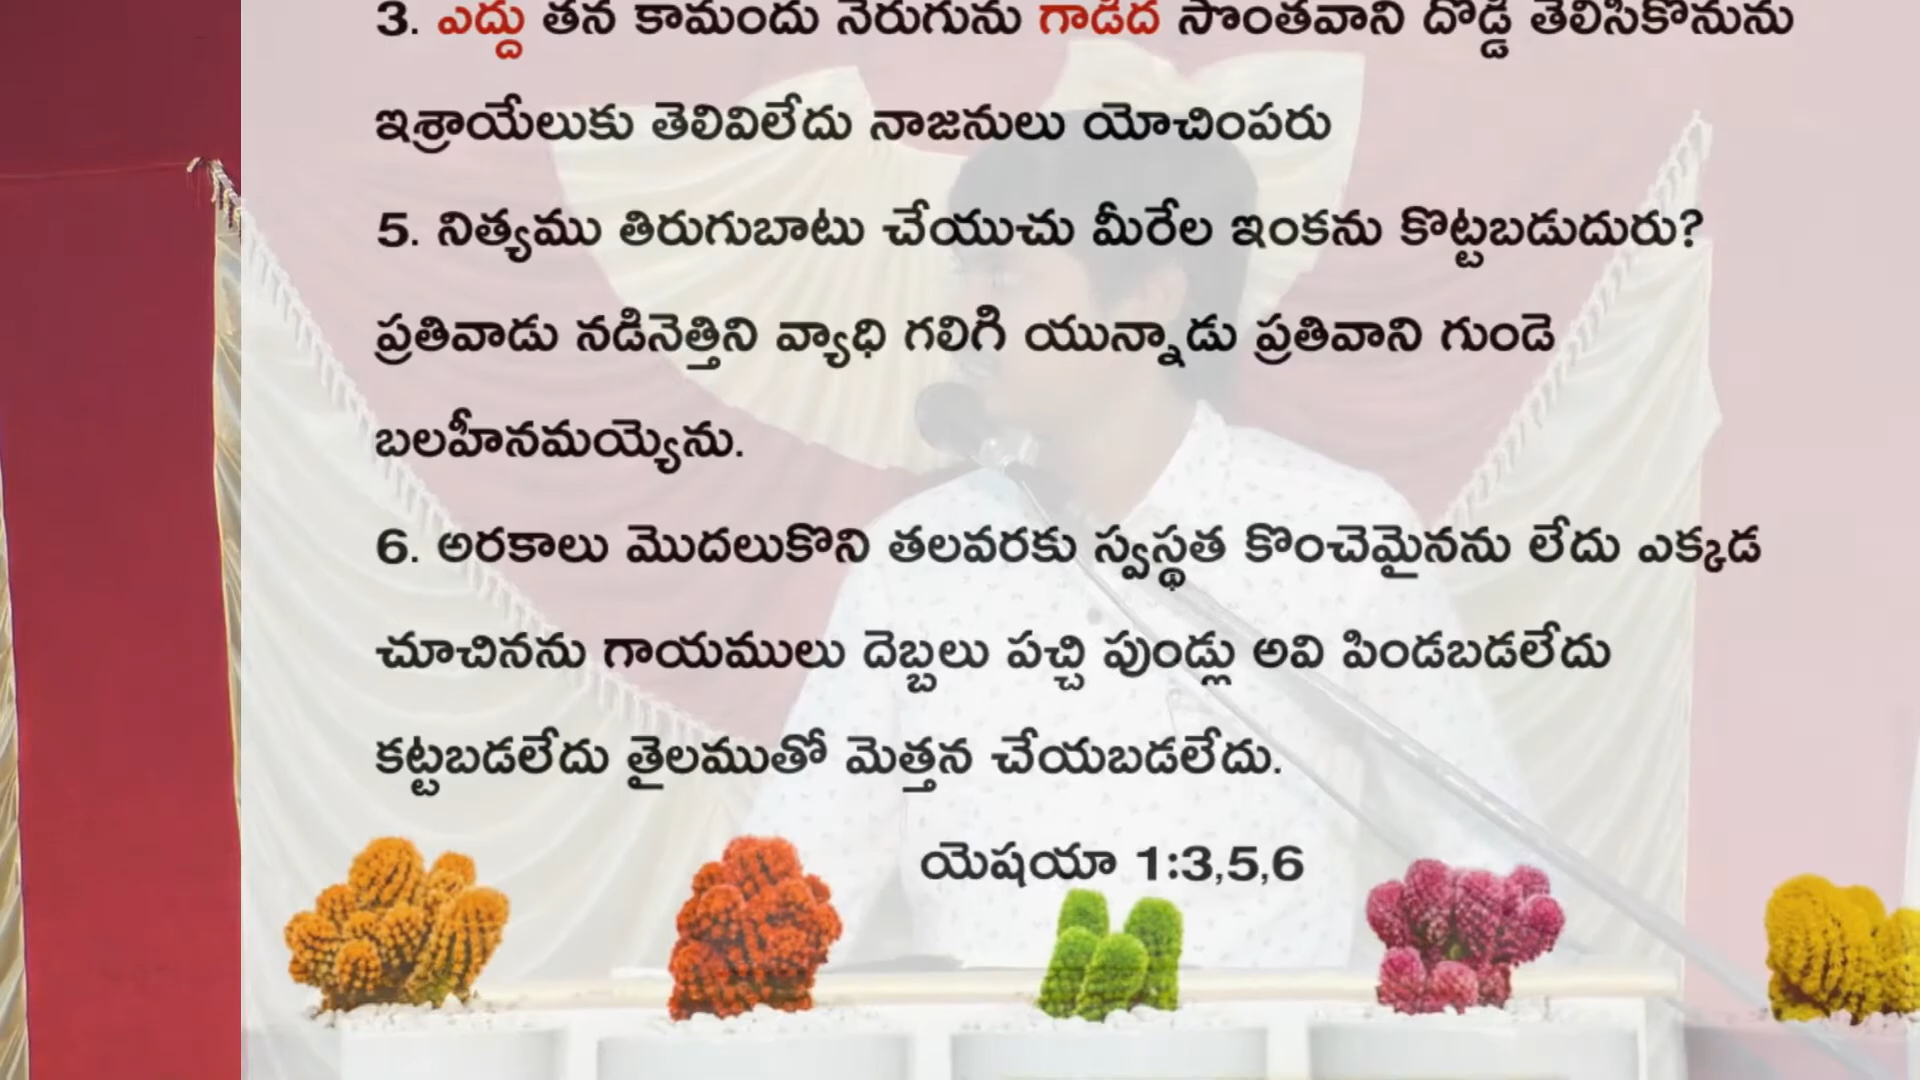 3. ఎద్దు తన కామందు నెరుగును గాడిద సొంతవాని దొడ్డి తెలిసికొనును
ఇశ్రాయేలుకు తెలివిలేదు నాజనులు యోచింపరు
5. నిత్యము తిరుగుబాటు చేయుచు మీరేల ఇంకను కొట్టబడుదురు?
ప్రతివాడు నడినెత్తిని వ్యాధి గలిగి యున్నాడు ప్రతివాని గుండె
బలహీనమయ్యెను.
6. అరకాలు మొదలుకొని తలవరకు స్వస్థత కొంచెమైనను లేదు ఎక్కడ
చూచినను గాయములు దెబ్బలు పచ్చి పుండ్లు అవి పిండబడలేదు
కట్టబడలేదు తైలముతో మెత్తన చేయబడలేదు.
యెషయా 1:3,5,6